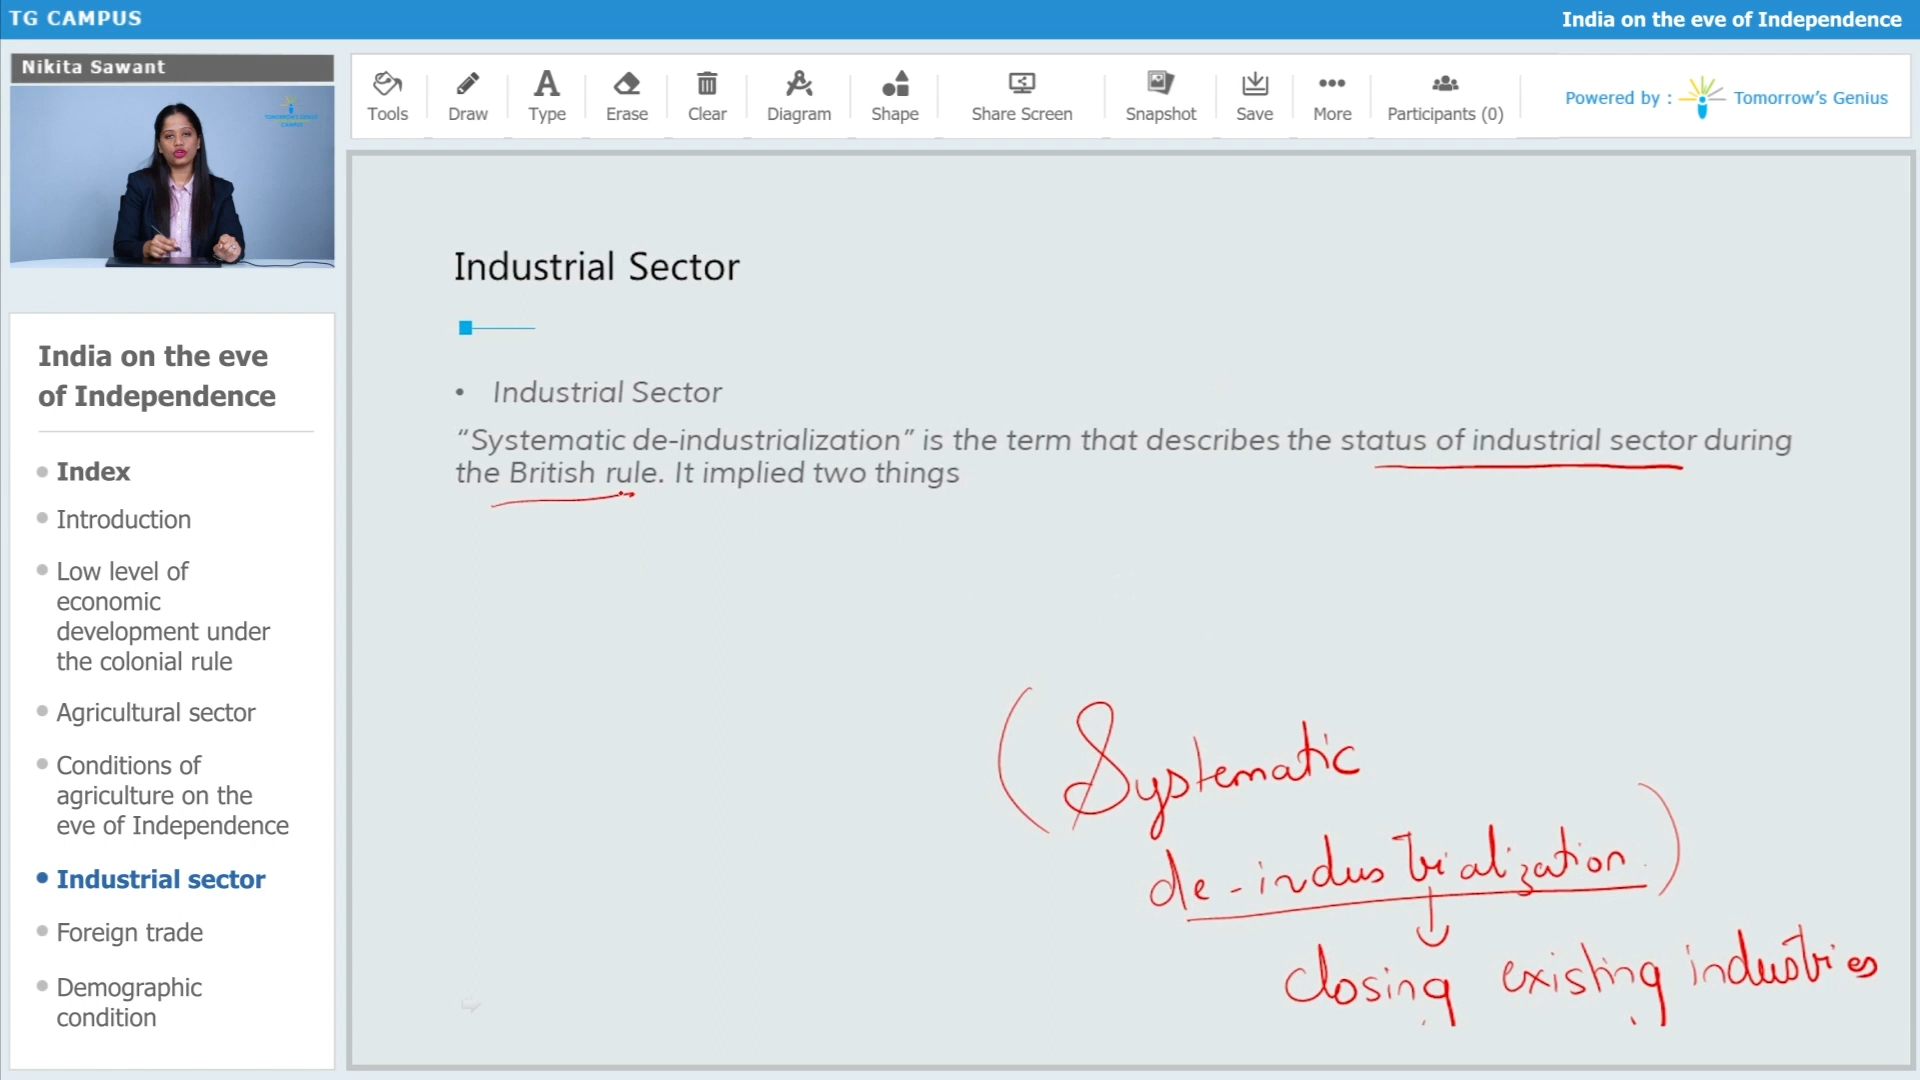 TG CAMPUS
India on the eve of Independence
Nikita Sawant
TOMORROW'S GENIUS
CAMPUS
Tools
Draw
Type
Erase
Clear
Diagram
Shape
Share Screen
Snapshot
Save
More
Participants (0)
Powered by : Tomorrow's Genius
India on the eve
of Independence
Index
Introduction
Low level of
economic
development under
the colonial rule
Agricultural sector
Conditions of
agriculture on the
eve of Independence
Industrial sector
Foreign trade
Demographic
condition
Industrial Sector
• Industrial Sector
“Systematic de-industrialization” is the term that describes the status of industrial sector during
the British rule. It implied two things
(Systematic
de-industrialization)
closing existing industries